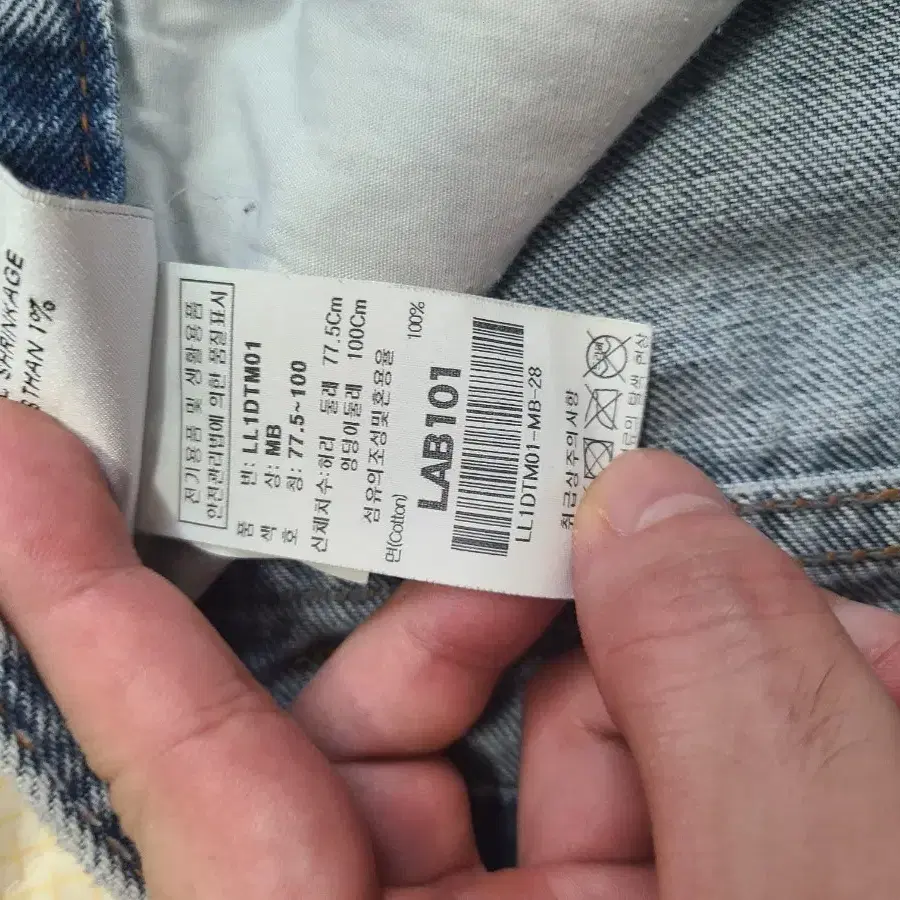 SHRINKAGE
THAN 1%
전기용품 및 생활용품
안전관리법에 의한 품질표시
품 번: LL1DTM01
색 상: MB
호 칭: 77.5~100
신체치수:허리 둘레 77.5Cm
엉덩이둘레 100Cm
섬유의조성및혼용율
면(Cotton) 100%
LAB101
LL1DTM01-MB-28
취급상주의사항